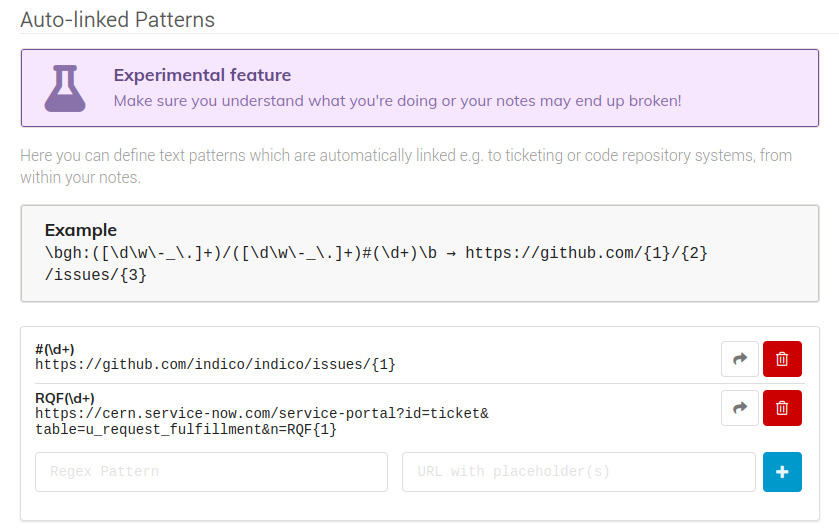 Auto-linked Patterns
Experimental feature
Make sure you understand what you're doing or your notes may end up broken!
Here you can define text patterns which are automatically linked e.g. to ticketing or code repository systems, from
within your notes.
Example
\bgh:([\d\w\-_\.]+)/([\d\w\-_\.]+)#(\d+)\b → https://github.com/{1}/{2}
/issues/{3}
#(\d+)
https://github.com/indico/indico/issues/{1}
RQF(\d+)
https://cern.service-now.com/service-portal?id=ticket&
table=u_request_fulfillment&n=RQF{1}
Regex Pattern
URL with placeholder(s)